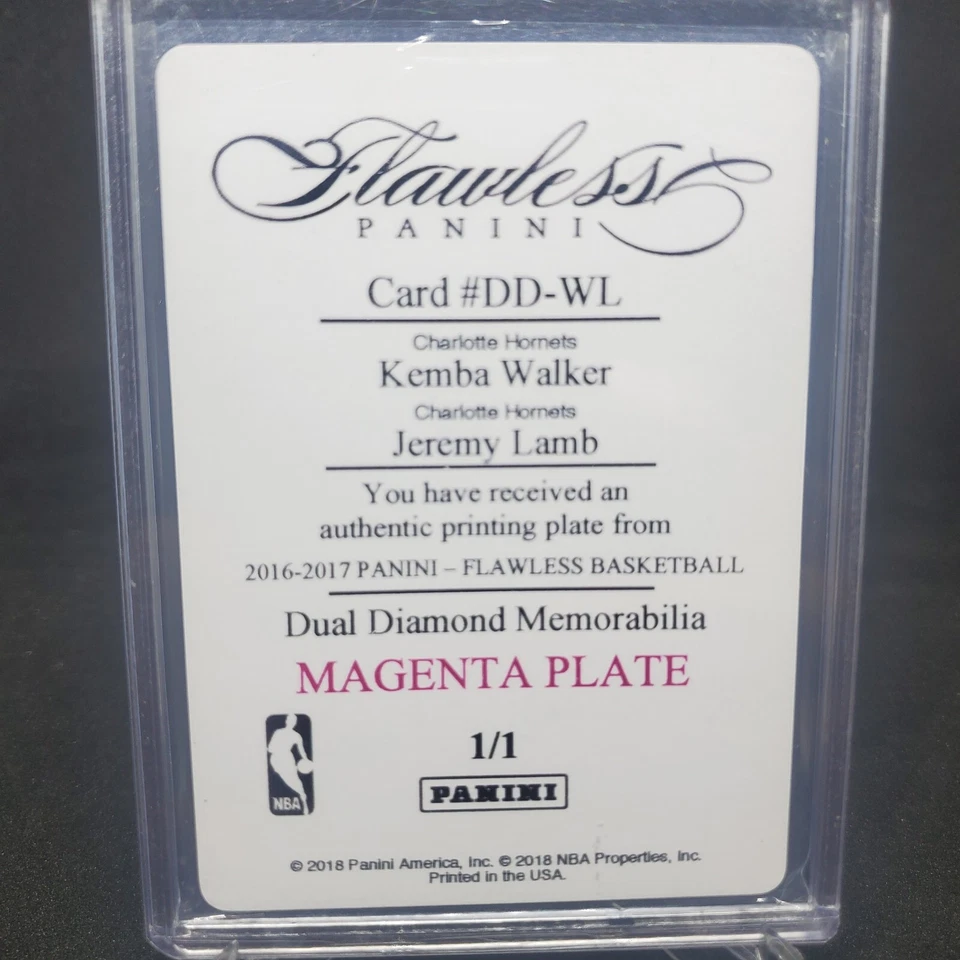 Flawless
PANINI
Card #DD-WL
Charlotte Hornets
Kemba Walker
Charlotte Hornets
Jeremy Lamb
You have received an
authentic printing plate from
2016-2017 PANINI – FLAWLESS BASKETBALL
Dual Diamond Memorabilia
MAGENTA PLATE
1/1
NBA
PANINI
© 2018 Panini America, Inc. © 2018 NBA Properties, Inc.
Printed in the USA.